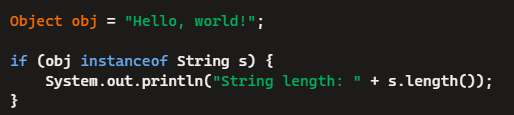 Object obj = "Hello, world!";

if (obj instanceof String s) {
    System.out.println("String length: " + s.length());
}